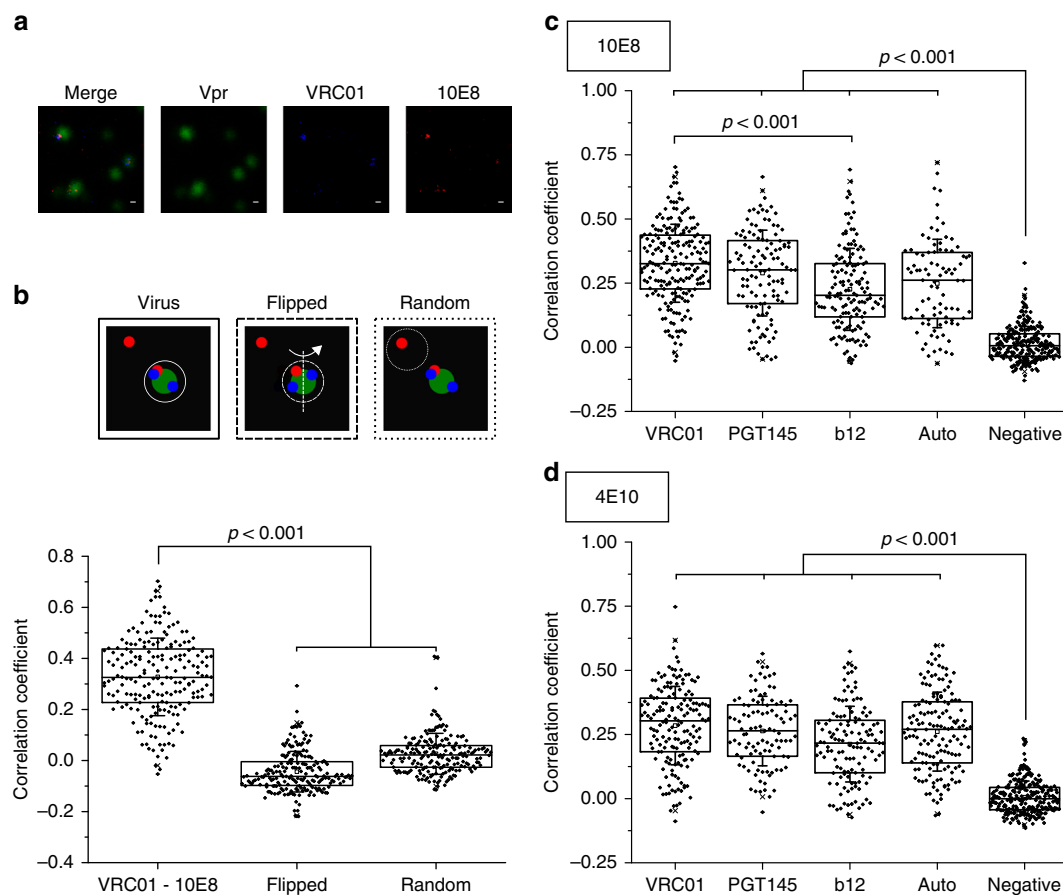 a
Merge
Vpr
VRC01
10E8
b
Virus
Flipped
Random
p < 0.001
Correlation coefficient
0.8
0.6
0.4
0.2
0.0
–0.2
–0.4
VRC01 - 10E8
Flipped
Random
c
10E8
p < 0.001
p < 0.001
Correlation coefficient
1.00
0.75
0.50
0.25
0.00
–0.25
VRC01
PGT145
b12
Auto
Negative
d
4E10
p < 0.001
Correlation coefficient
1.00
0.75
0.50
0.25
0.00
–0.25
VRC01
PGT145
b12
Auto
Negative